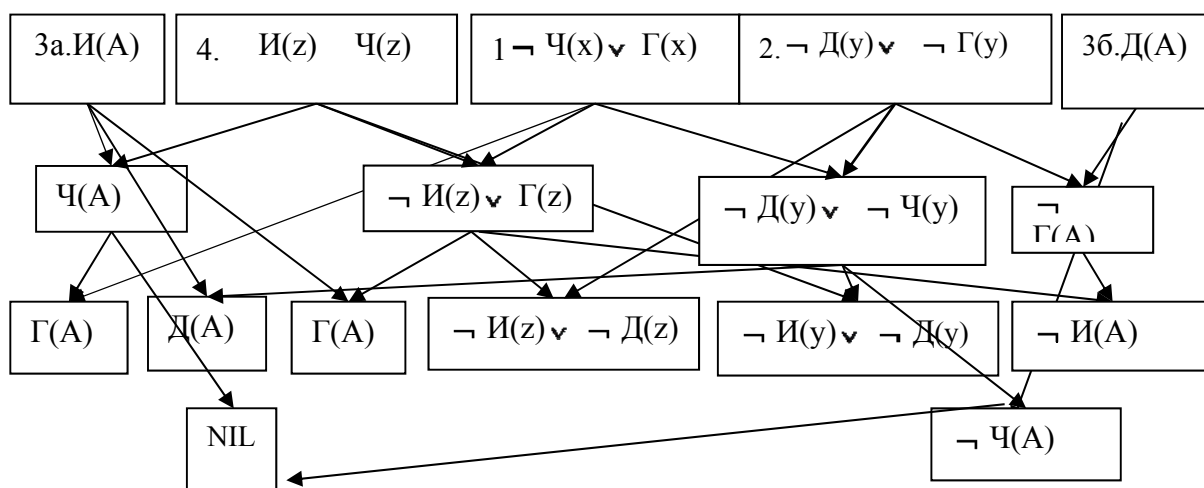 3а.И(А)
4. И(z) Ч(z)
1 ¬ Ч(x) ∨ Г(x)
2. ¬ Д(y) ∨ ¬ Г(y)
3б.Д(А)
Ч(А)
¬ И(z) ∨ Г(z)
¬ Д(y) ∨ ¬ Ч(y)
¬
Г(А)
Г(А)
Д(А)
Г(А)
¬ И(z) ∨ ¬ Д(z)
¬ И(y) ∨ ¬ Д(y)
¬ И(А)
NIL
¬ Ч(А)